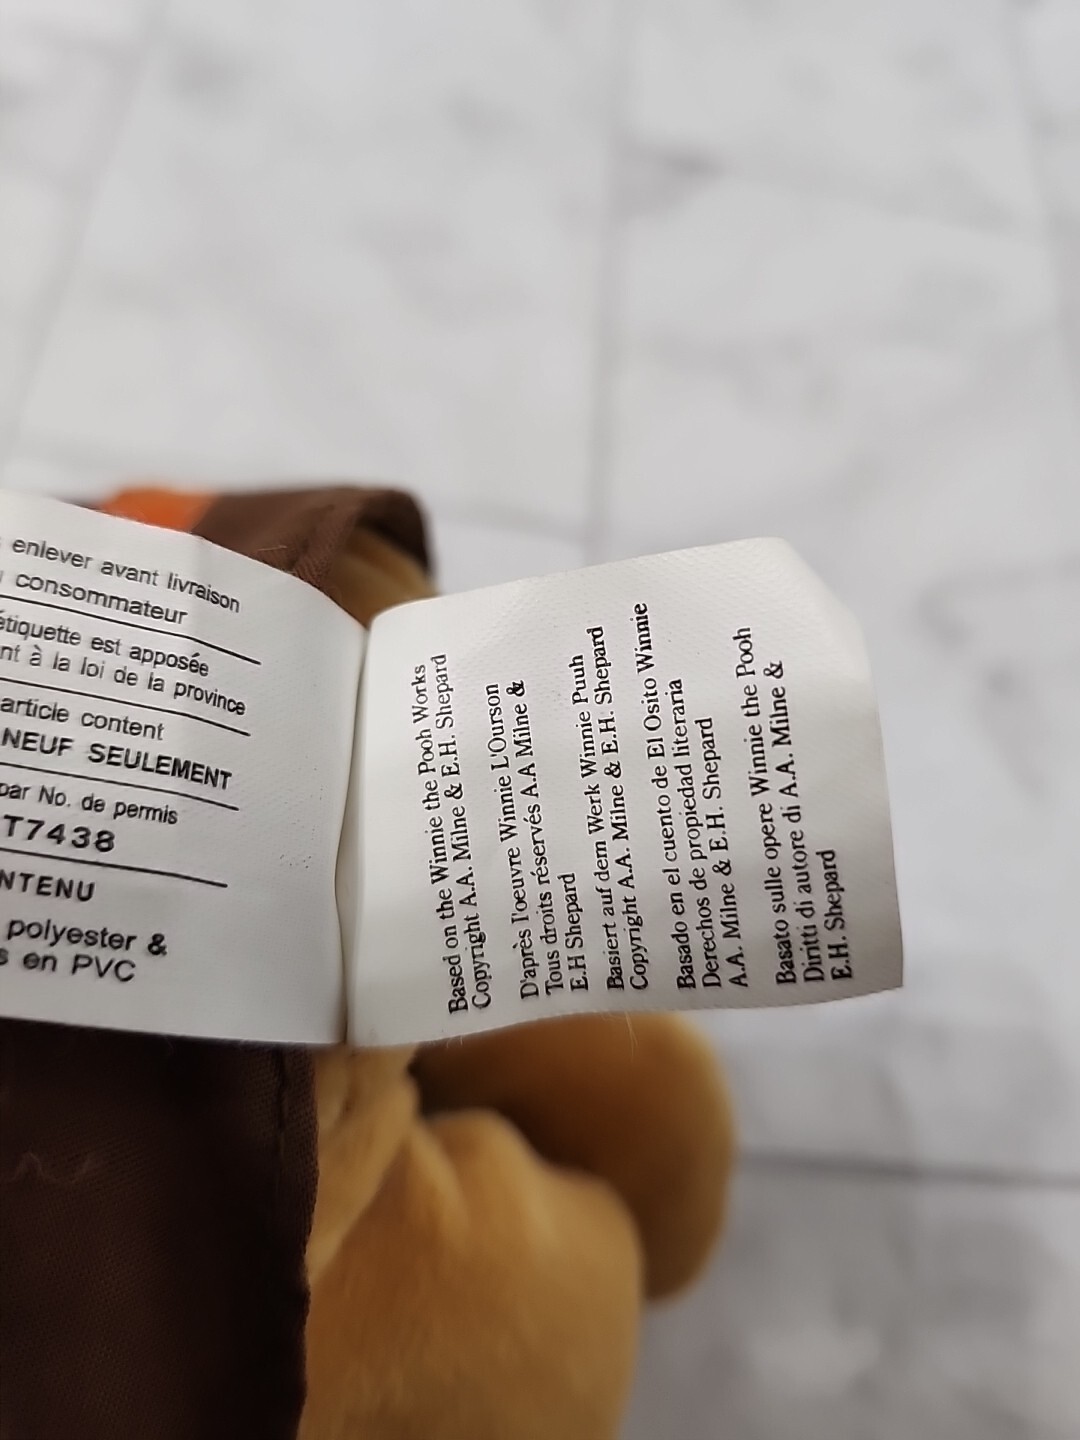 enlever avant livraison
consommateur
étiquette est apposée
nt à la loi de la province
article content
NEUF SEULEMENT
par No. de permis
T7438
NTENU
polyester &
s en PVC
Based on the Winnie the Pooh Works
Copyright A.A. Milne & E.H. Shepard
D'après l'oeuvre Winnie L'Ourson
Tous droits réservés A.A Milne &
E.H Shepard
Basiert auf dem Werk Winnie Puuh
Copyright A.A. Milne & E.H. Shepard
Basado en el cuento de El Osito Winnie
Derechos de propiedad literaria
A.A. Milne & E.H. Shepard
Basato sulle opere Winnie the Pooh
Diritti di autore di A.A. Milne &
E.H. Shepard